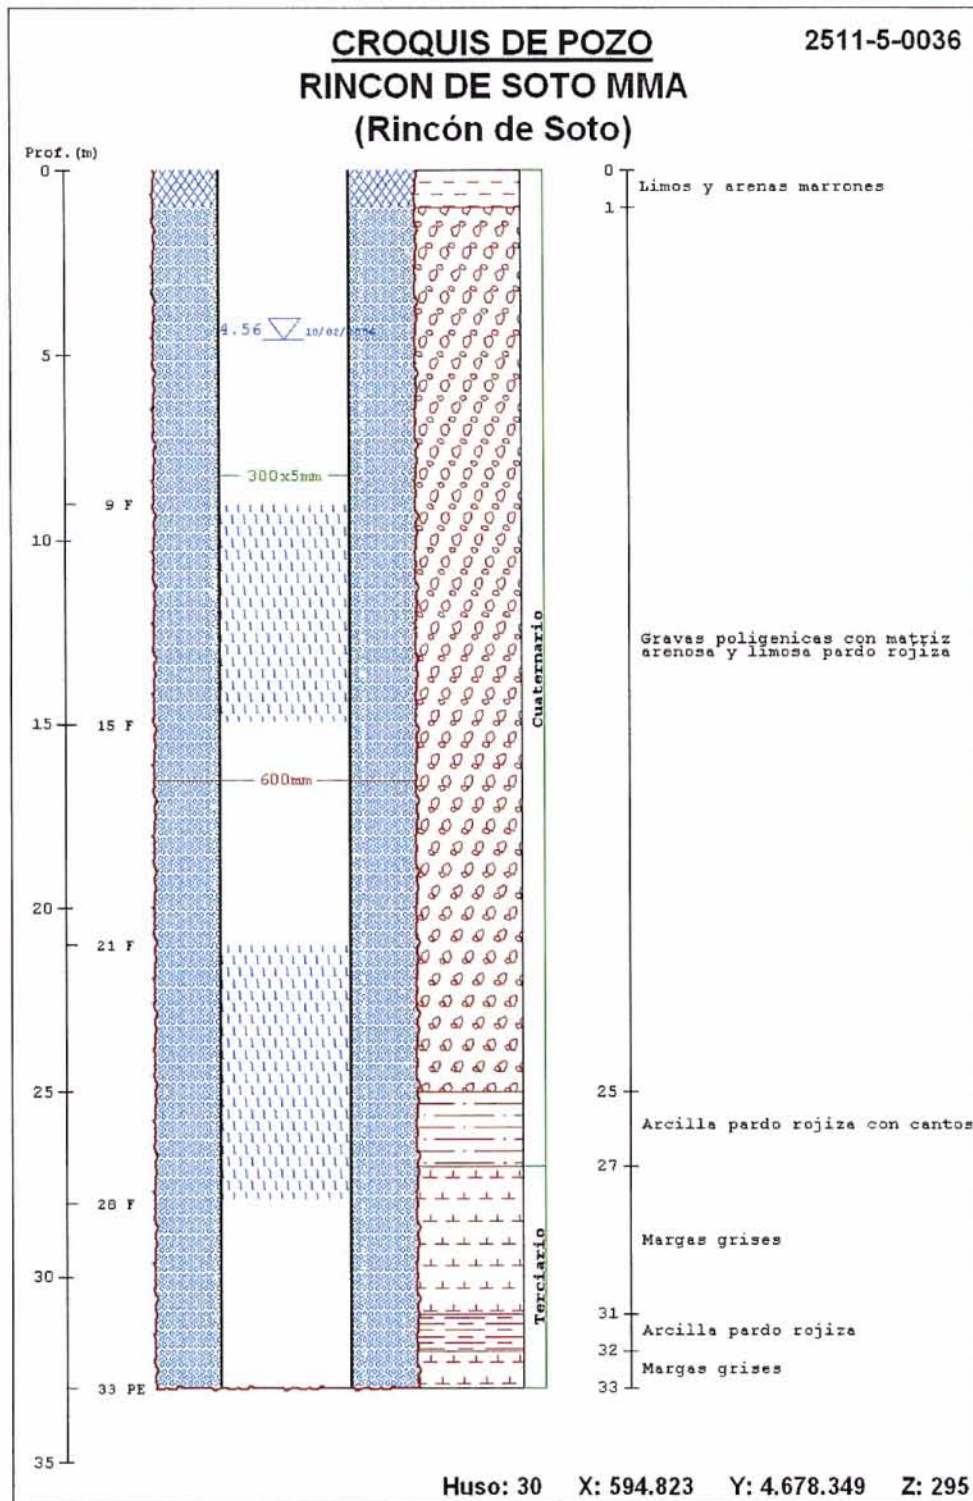 CROQUIS DE POZO
2511-5-0036
RINCON DE SOTO MMA
(Rincón de Soto)
Prof. (m)
0
0
Limos y arenas marrones
1
4.56
5
300x5mm
9 F
10
Cuaternario
Gravas poligenicas con matriz
arenosa y limosa pardo rojiza
15
15 F
600mm
20
21 F
25
25
Arcilla pardo rojiza con cantos
27
28 F
Margas grises
30
Terciario
31
Arcilla pardo rojiza
32
Margas grises
33 PE
33
35
Huso: 30 X: 594.823 Y: 4.678.349 Z: 295